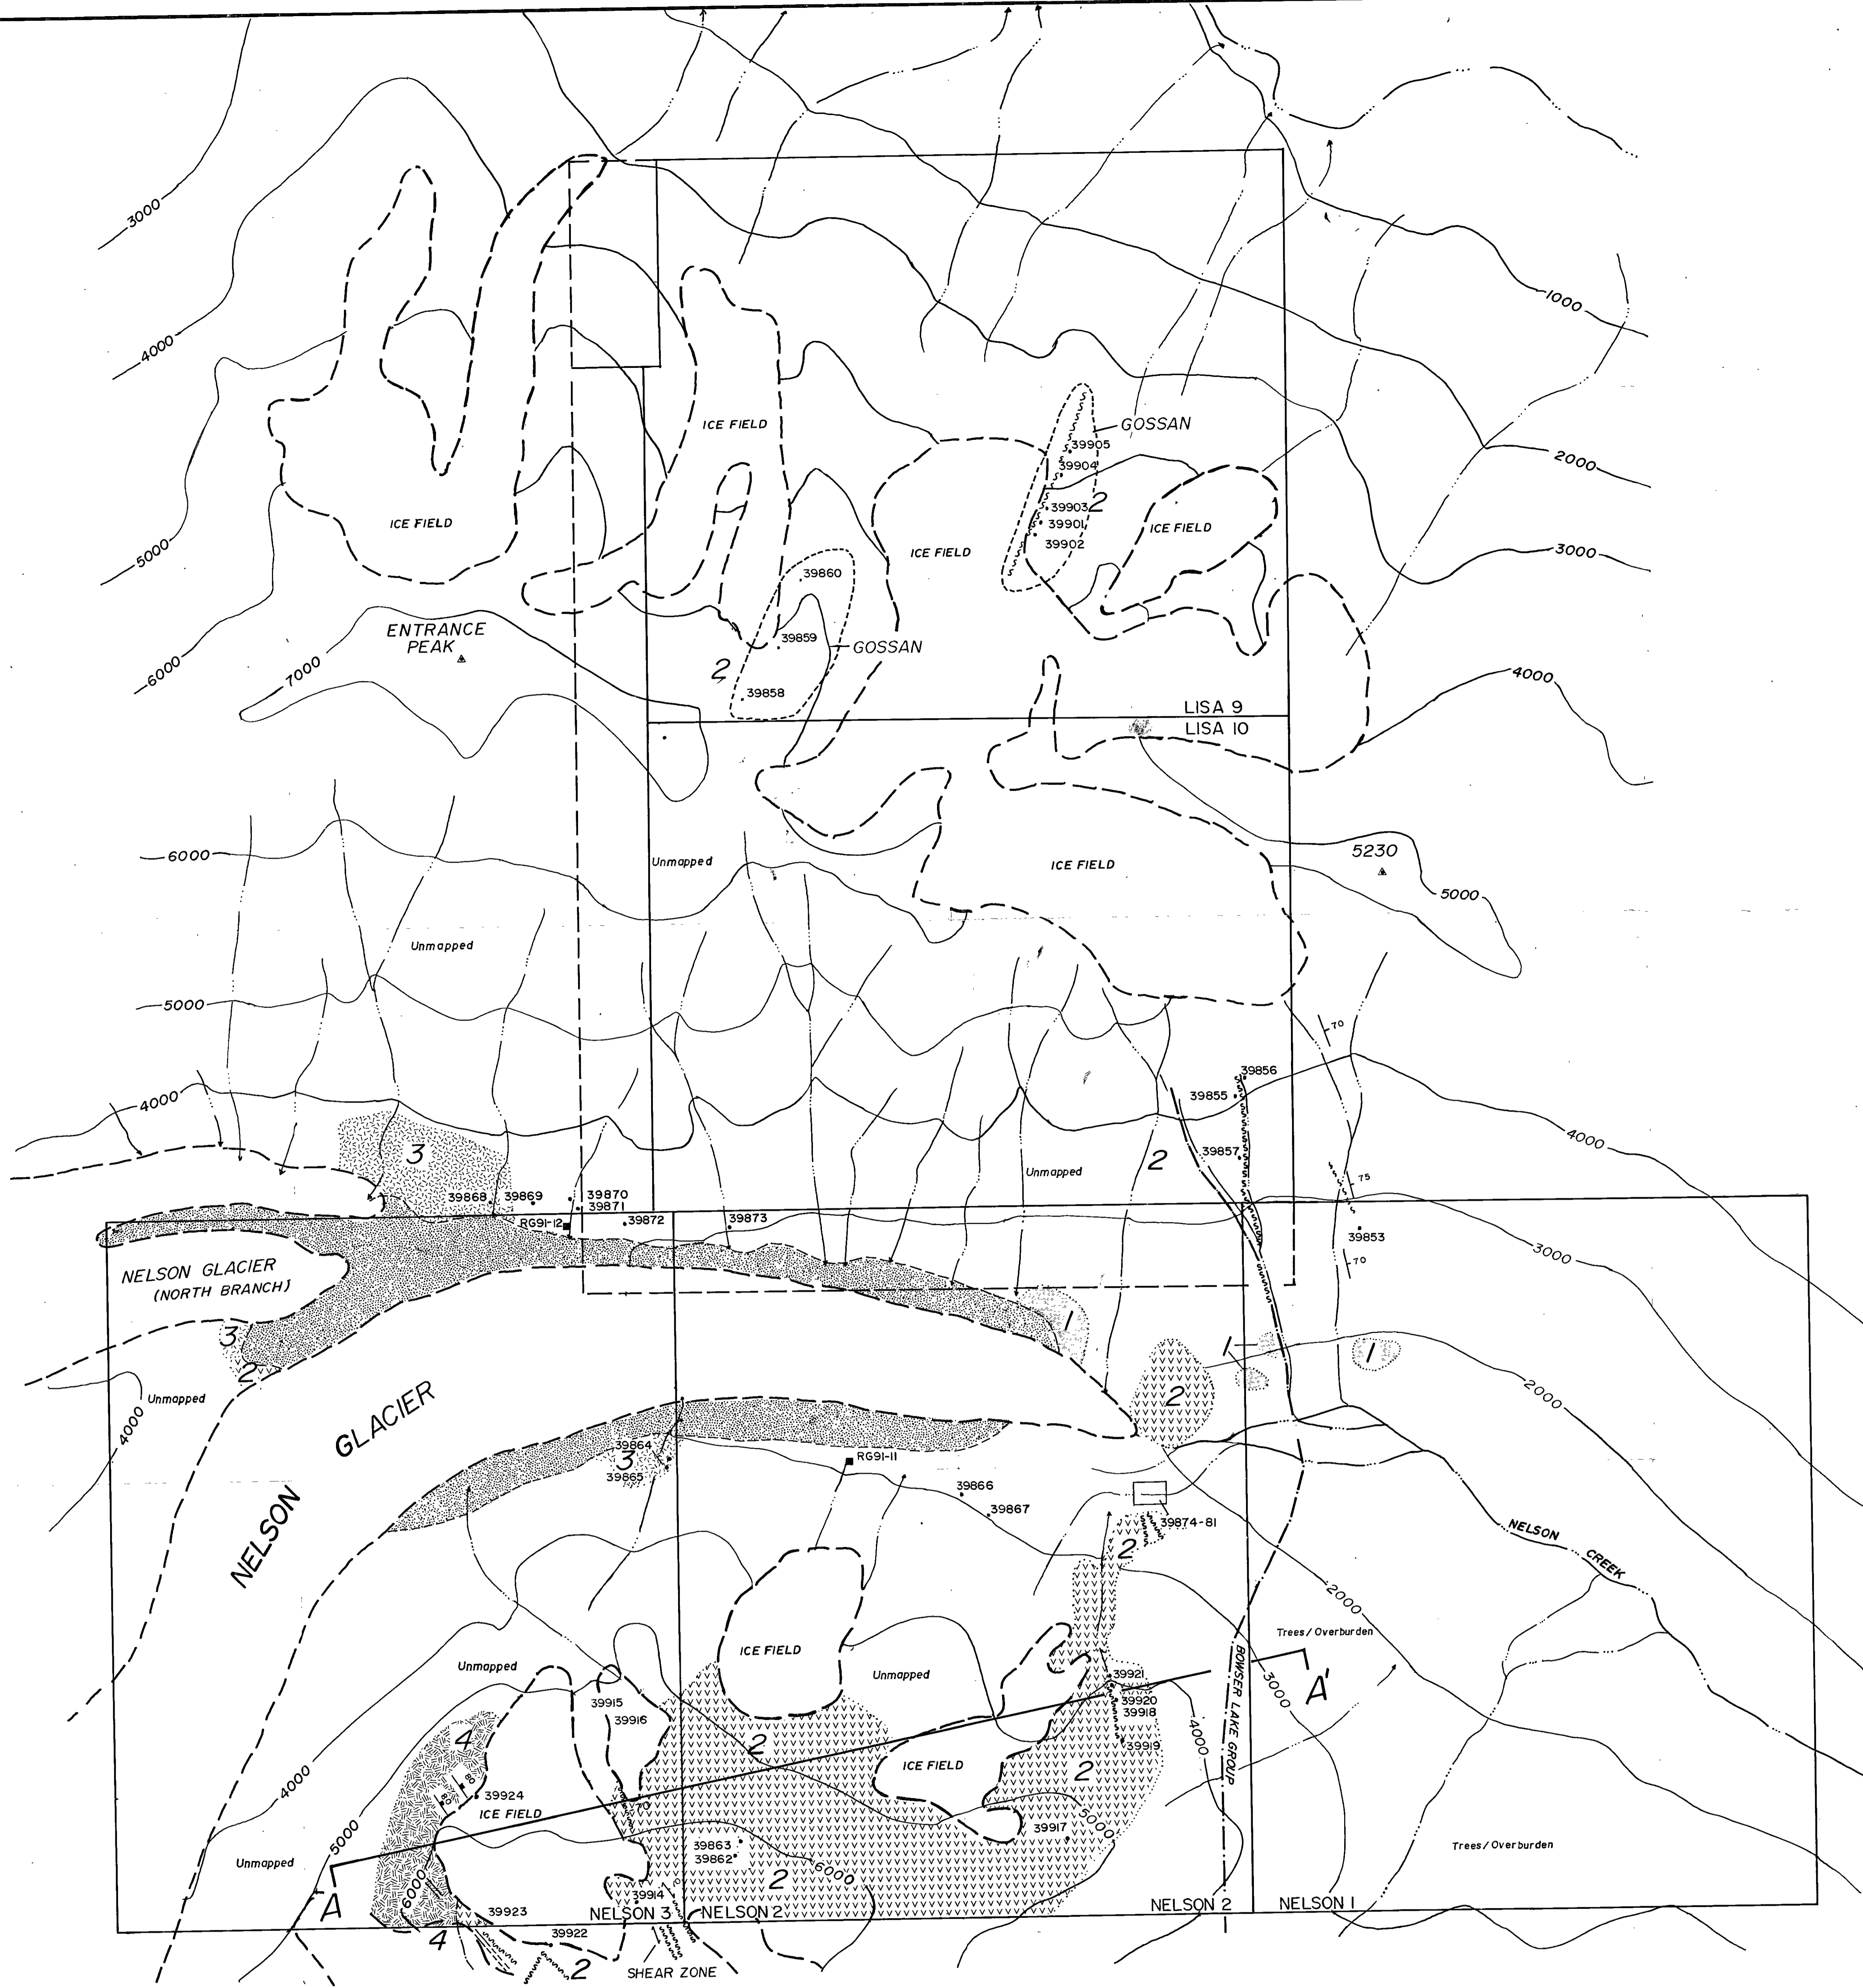 3000
4000
1000
GOSSAN
ICE FIELD
39905
2000
39904
39903
2
ICE FIELD
39901
ICE FIELD
39902
ICE FIELD
5000
3000
39860
ENTRANCE
PEAK
39859
GOSSAN
6000
7000
2
39858
4000
LISA 9
LISA 10
6000
Unmapped
ICE FIELD
5230
5000
Unmapped
5000
70
39856
39855
4000
4000
3
39857
2
Unmapped
75
39868
39869
39870
39871
RG91-12
39872
39873
39853
3000
70
NELSON GLACIER
(NORTH BRANCH)
1
3
1
1
2
Unmapped
4000
2
2000
NELSON GLACIER
39864
3
39865
RG91-11
39866
39867
39874-81
2
NELSON CREEK
2000
Trees/Overburden
ICE FIELD
Unmapped
Unmapped
BOWSER LAKE GROUP
3000
A'
39921
39920
39918
39915
39916
4
2
4000
39919
ICE FIELD
2
4000
80
80
39924
ICE FIELD
70
5000
39917
5000
39863
39862
Trees/Overburden
Unmapped
6000
2
6000
A
39914
NELSON 3
NELSON 2
NELSON 2
NELSON 1
39923
4
39922
2
SHEAR ZONE